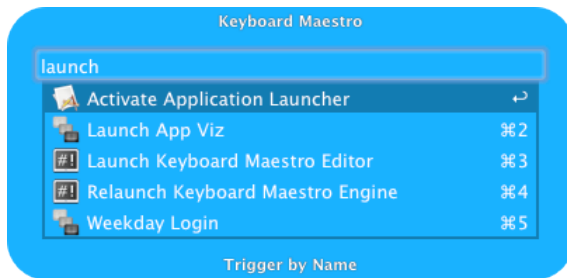 Keyboard Maestro
launch
Activate Application Launcher ↩
Launch App Viz ⌘2
#! Launch Keyboard Maestro Editor ⌘3
#! Relaunch Keyboard Maestro Engine ⌘4
Weekday Login ⌘5
Trigger by Name